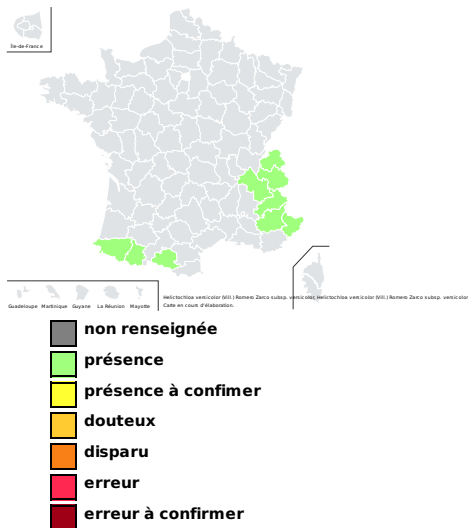 Île-de-France
Guadeloupe Martinique Guyane La Réunion Mayotte
Helictochloa versicolor (Vill.) Romero Zarco subsp. versicolor, Helictochloa versicolor (Vill.) Romero Zarco subsp. versicolor
Carte en cours d'élaboration.
non renseignée
présence
présence à confimer
douteux
disparu
erreur
erreur à confirmer